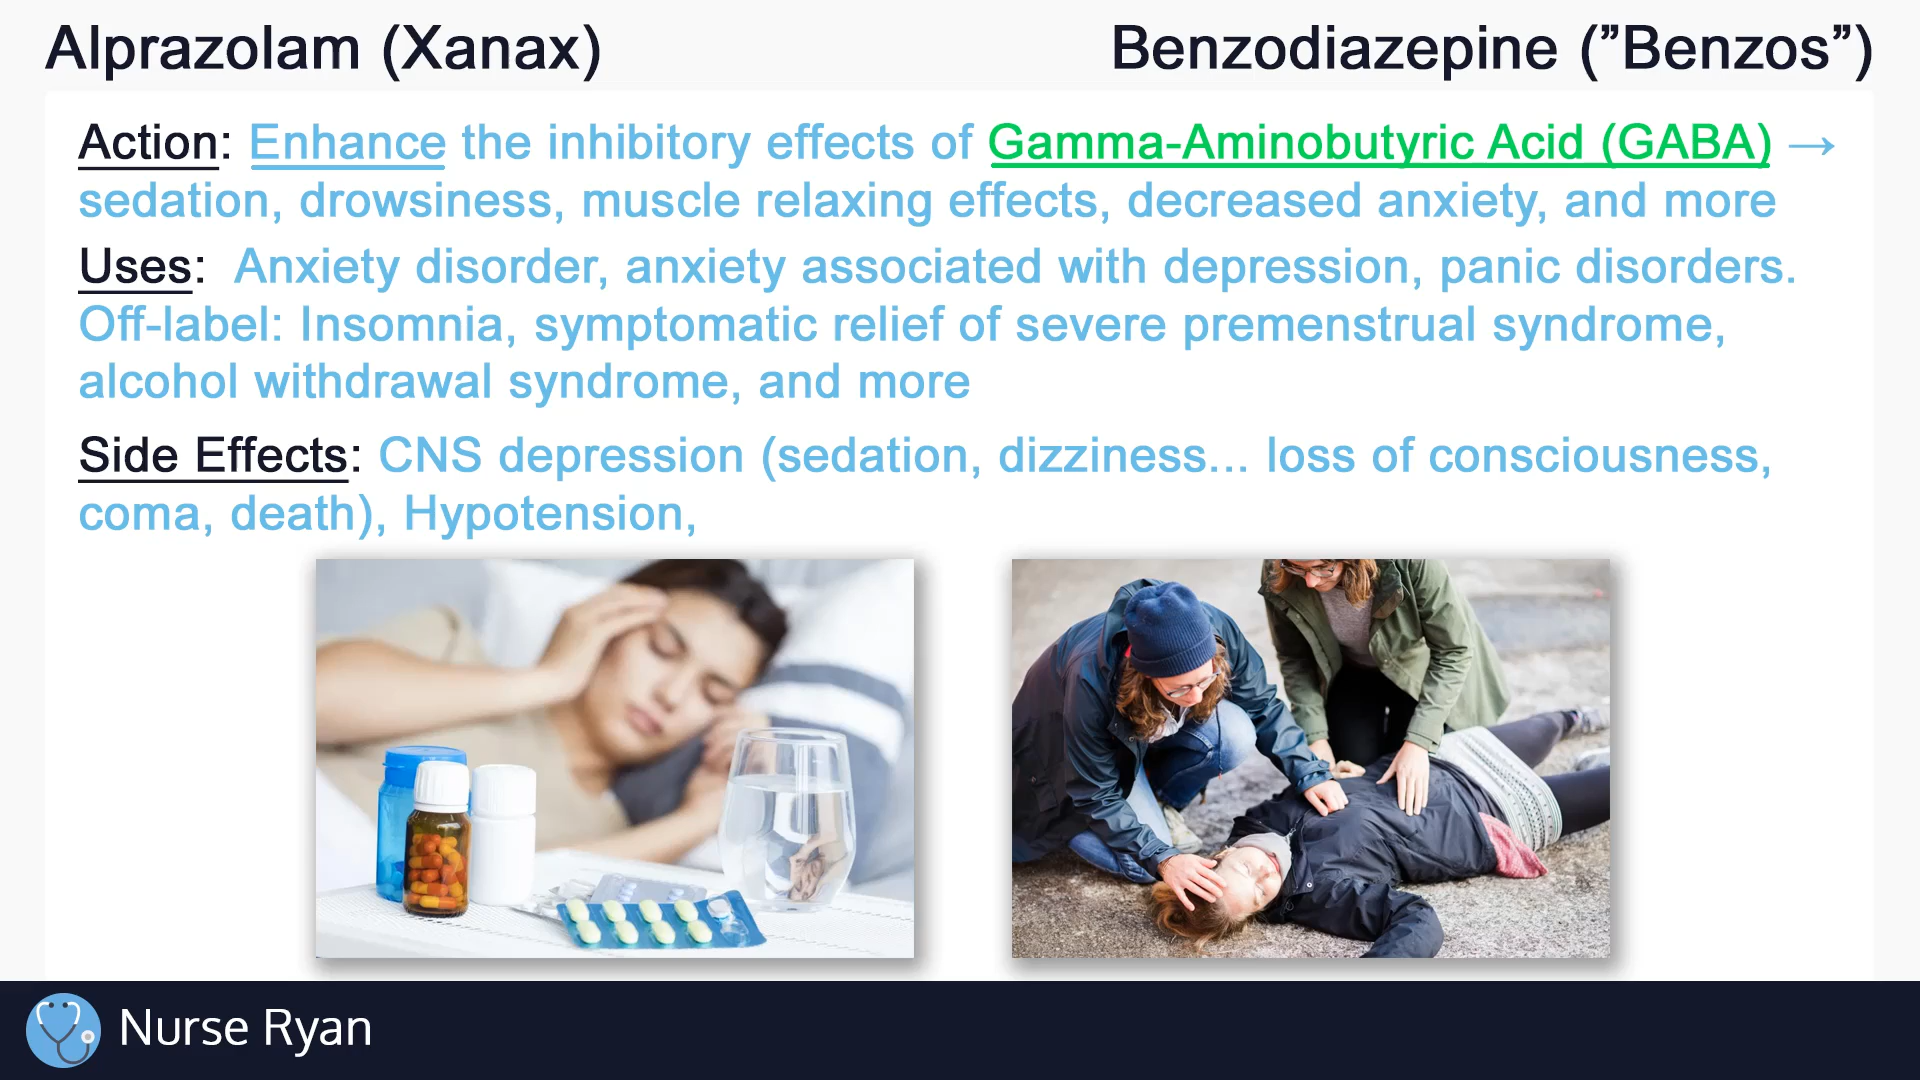 Alprazolam (Xanax)
Benzodiazepine (”Benzos”)
Action: Enhance the inhibitory effects of Gamma-Aminobutyric Acid (GABA) →
sedation, drowsiness, muscle relaxing effects, decreased anxiety, and more
Uses: Anxiety disorder, anxiety associated with depression, panic disorders.
Off-label: Insomnia, symptomatic relief of severe premenstrual syndrome,
alcohol withdrawal syndrome, and more
Side Effects: CNS depression (sedation, dizziness... loss of consciousness,
coma, death), Hypotension,
Nurse Ryan